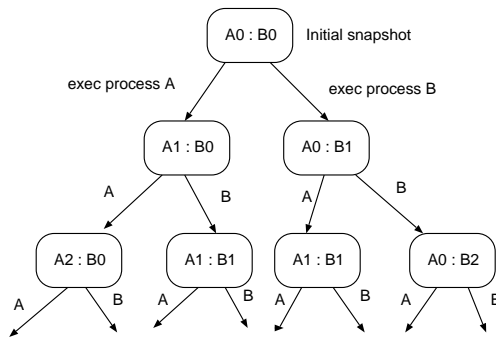 A0 : B0
Initial snapshot
exec process A
exec process B
A1 : B0
A0 : B1
A
B
A
B
A2 : B0
A1 : B1
A1 : B1
A0 : B2
A
B
A
B
A
B
A
B